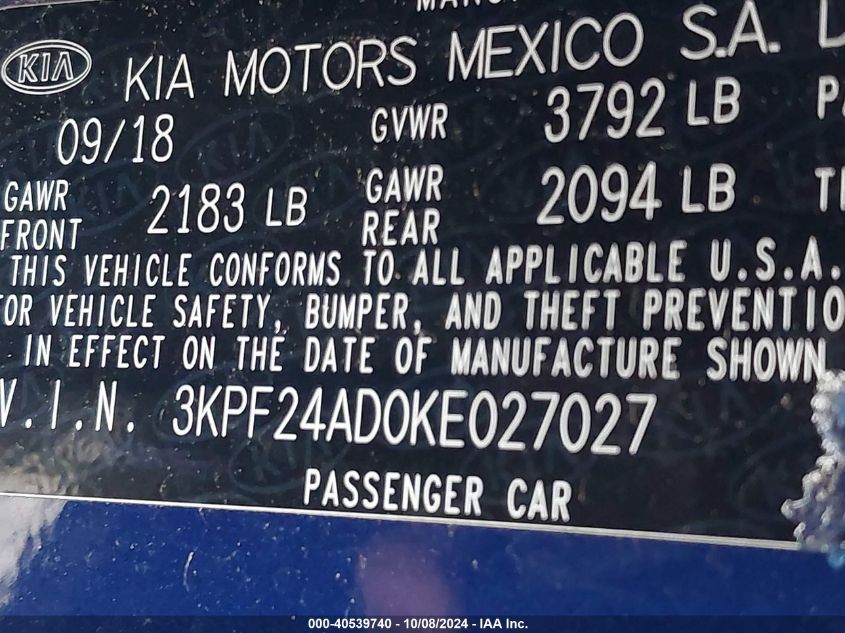 KIA
KIA MOTORS MEXICO S.A.
09/18 GVWR 3792 LB
GAWR FRONT 2183 LB GAWR REAR 2094 LB
THIS VEHICLE CONFORMS TO ALL APPLICABLE U.S.A.
VEHICLE SAFETY, BUMPER, AND THEFT PREVENTIO
IN EFFECT ON THE DATE OF MANUFACTURE SHOWN
V.I.N. 3KPF24AD0KE027027
PASSENGER CAR
000-40539740 - 10/08/2024 - IAA Inc.